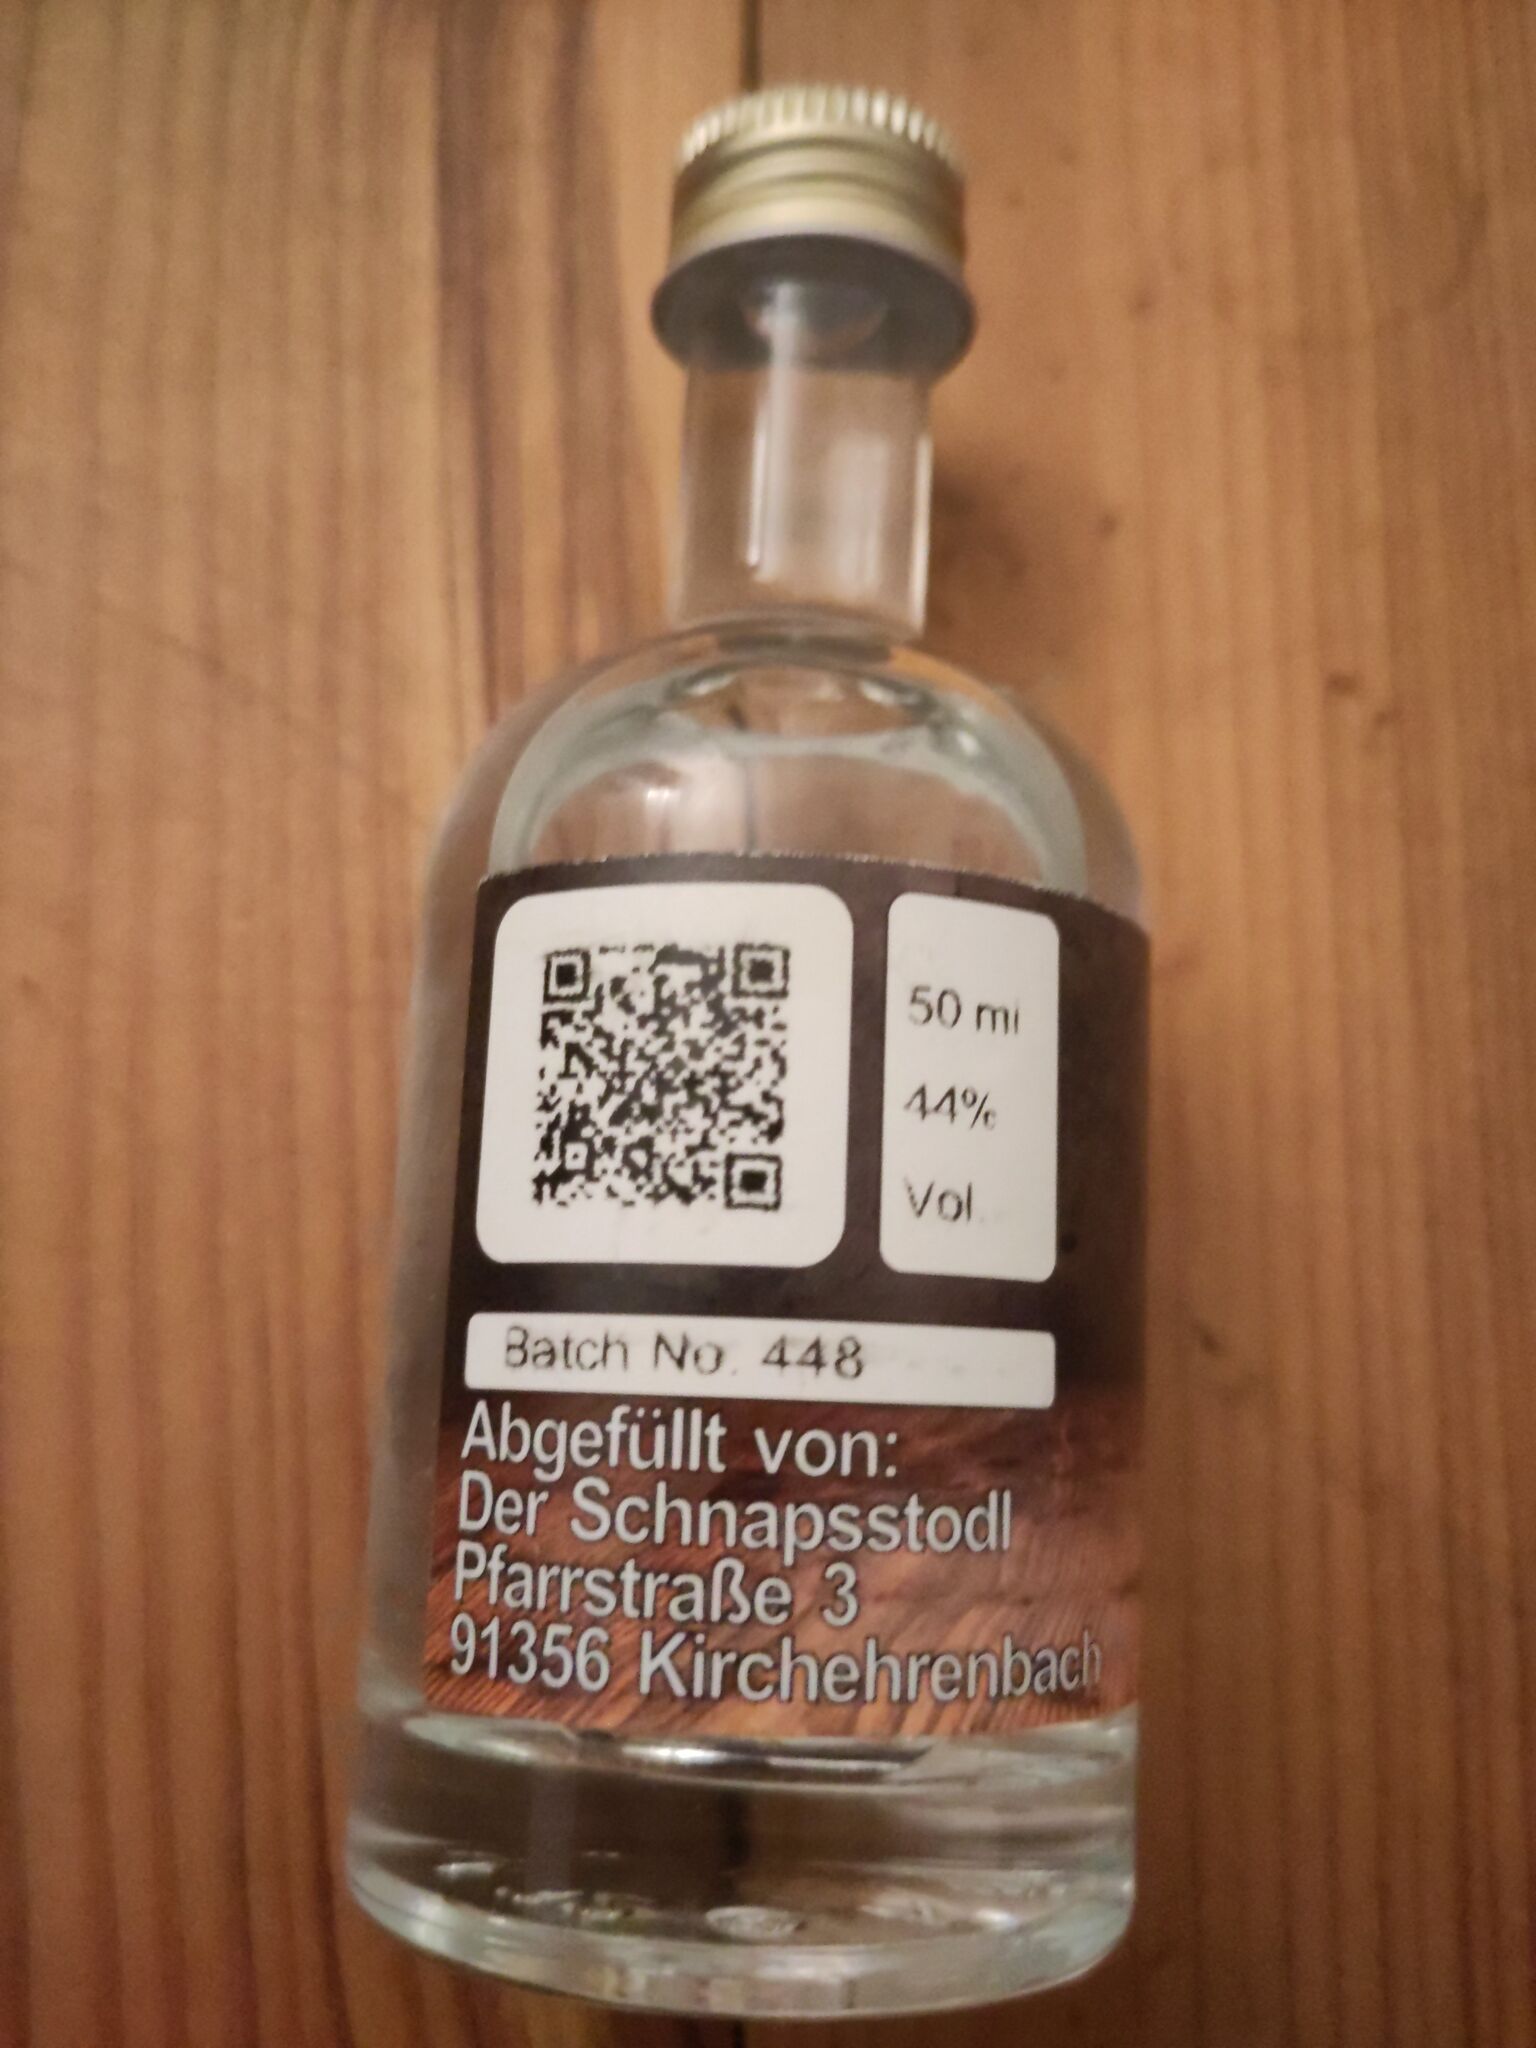 50 ml
44%
Vol.
Batch No. 448
Abgefüllt von:
Der Schnapsstodl
Pfarrstraße 3
91356 Kirchehrenbach